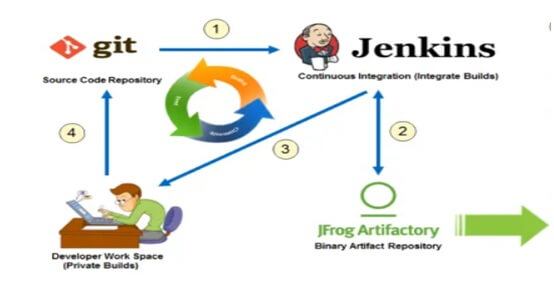 1
git
Jenkins
Source Code Repository
Continuous Integration (Integrate Builds)
Test
4
3
2
JFrog Artifactory
Binary Artifact Repository
Developer Work Space
(Private Builds)